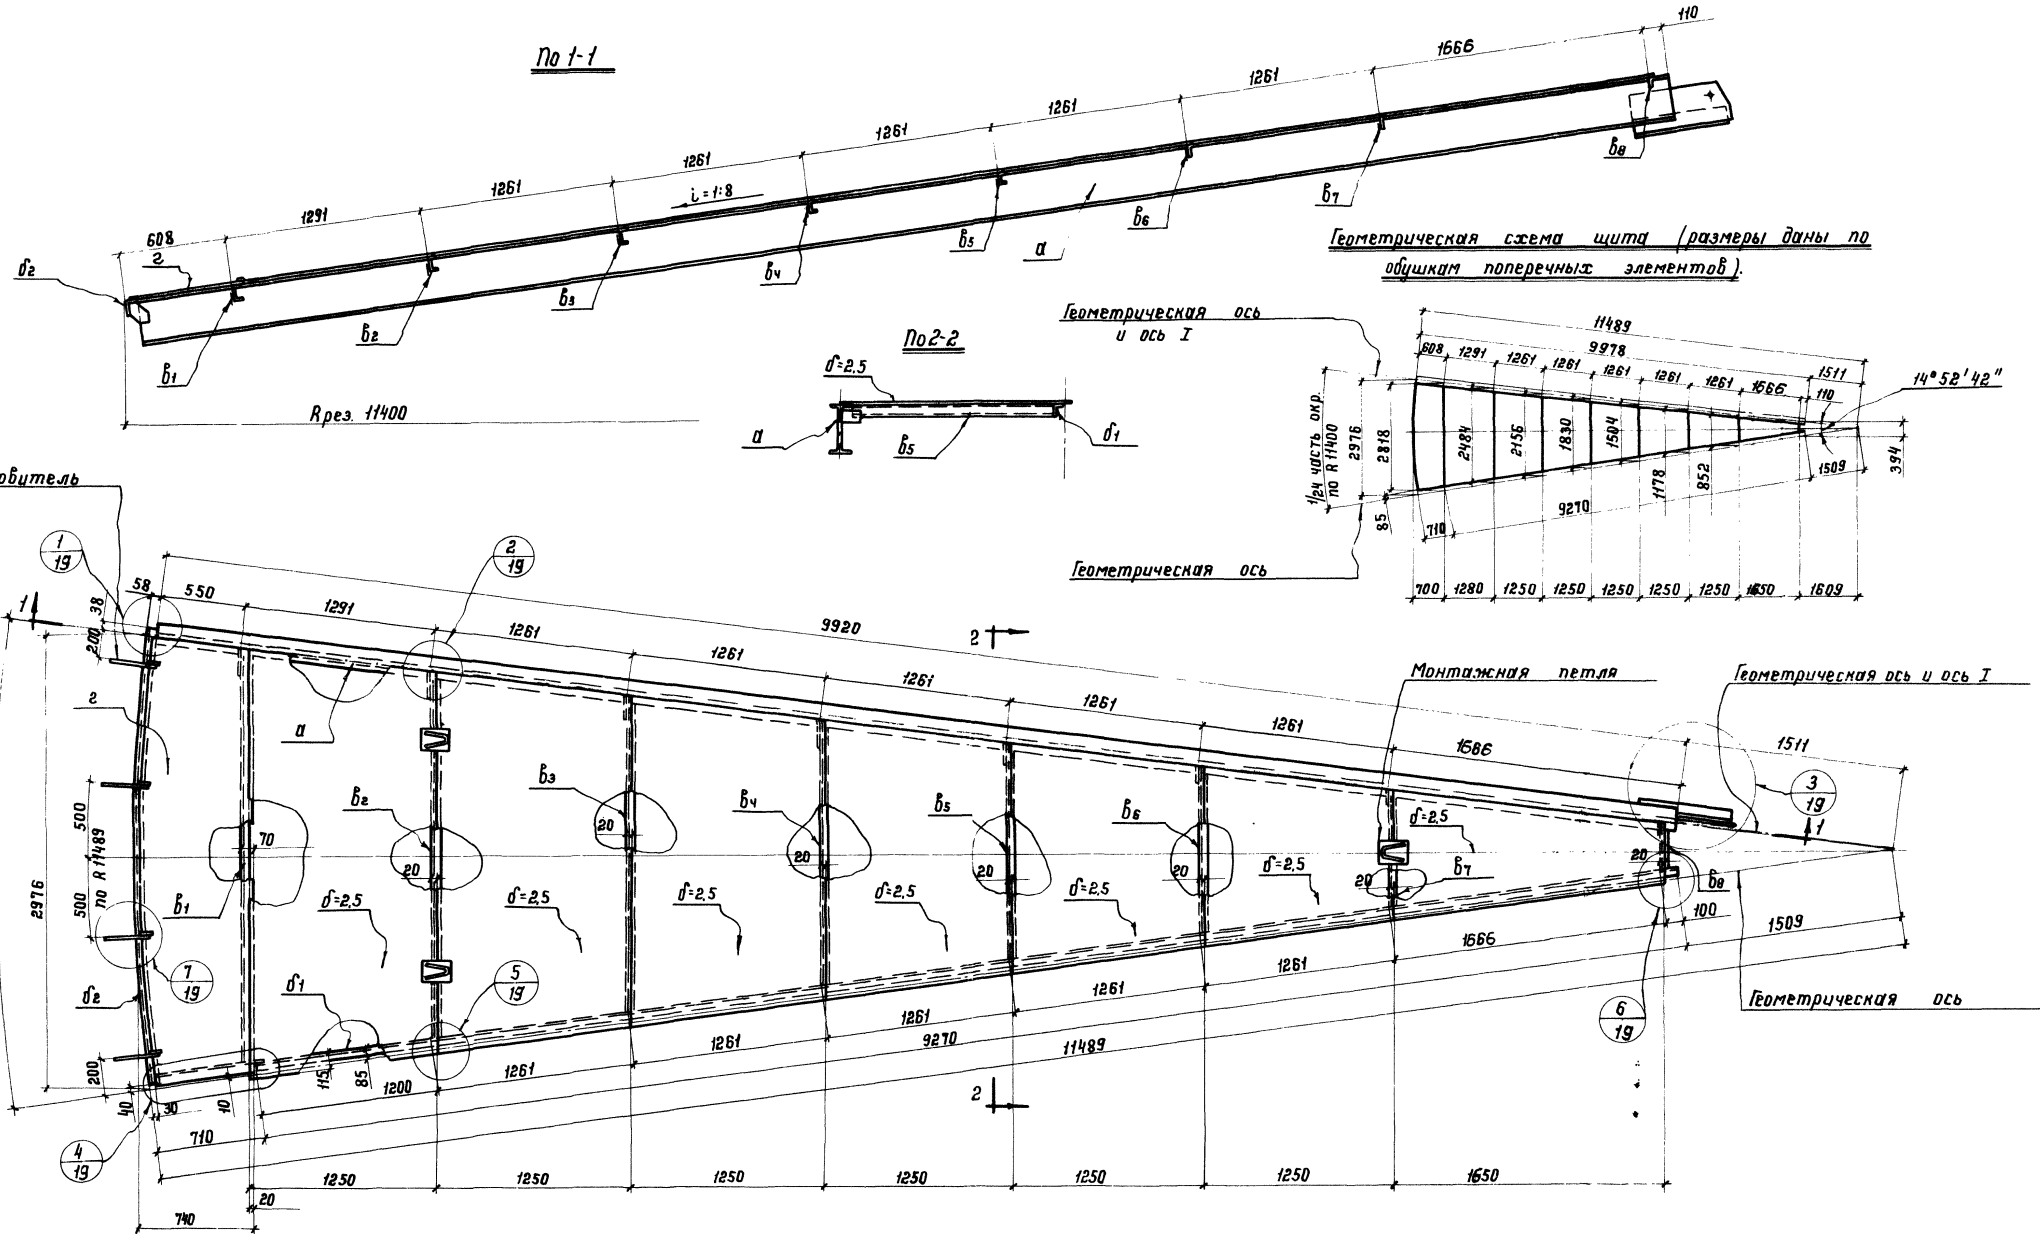 По 1-1
608
1291
1261
1261
1261
1261
1261
1666
110
i = 1:8
б2
г
в1
в2
в3
в4
в5
в6
в7
в8
а
Rрез. 11400
По 2-2
δ=2,5
а
в5
б1
Геометрическая схема щита (размеры даны по
обушкам поперечных элементов).
Геометрическая ось
и ось I
11489
9978
608
1291
1261
1261
1261
1261
1261
1666
1511
110
14° 52' 42"
1/24 часть окр.
по R 11400
2976
2818
2484
2156
1830
1504
1178
852
394
1509
85
710
9270
700
1280
1250
1250
1250
1250
1250
1650
1609
Геометрическая ось
овитель
1
19
2
19
58
550
1291
1261
1261
1261
1261
1261
1686
1511
9920
38
200
1
2
Монтажная петля
Геометрическая ось и ось I
г
а
500
500
по R 11489
2976
70
в1
в2
20
в3
20
в4
20
в5
20
в6
20
в7
20
в8
20
δ=2,5
δ=2,5
δ=2,5
δ=2,5
δ=2,5
δ=2,5
δ=2,5
3
19
1
100
1509
1666
1261
1261
1261
1261
1261
1200
9270
11489
б2
7
19
б1
5
19
6
19
Геометрическая ось
200
40
30
10
115
85
710
4
19
2
1250
1250
1250
1250
1250
1250
1650
20
740